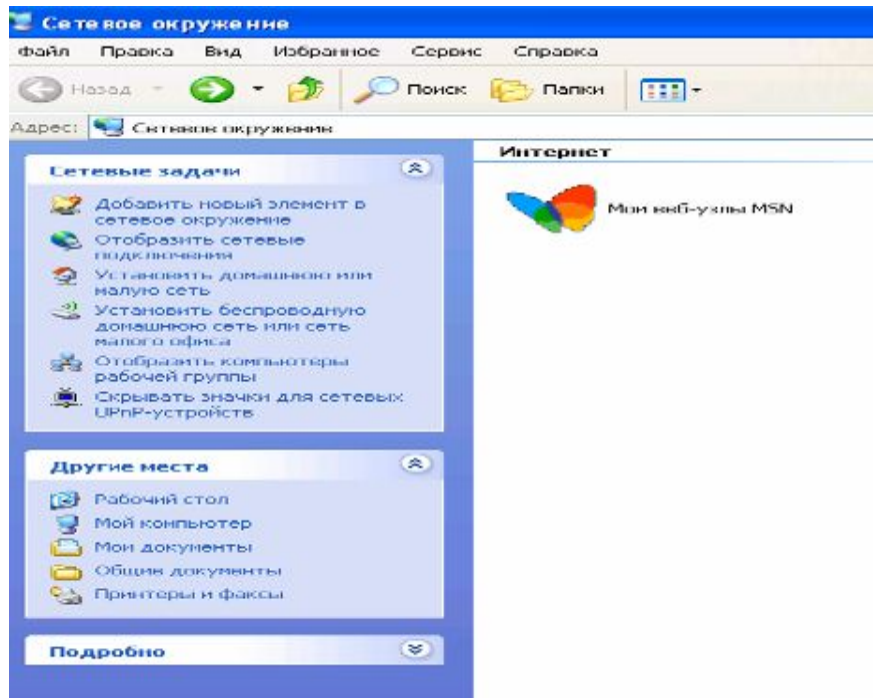 Сетевое окружение
Файл Правка Вид Избранное Сервис Справка
Назад Поиск Папки
Адрес: Сетевое окружение
Сетевые задачи
Добавить новый элемент в
сетевое окружение
Отобразить сетевые
подключения
Установить домашнюю или
малую сеть
Установить беспроводную
домашнюю сеть или сеть
малого офиса
Отобразить компьютеры
рабочей группы
Скрывать значки для сетевых
UPnP-устройств
Другие места
Рабочий стол
Мой компьютер
Мои документы
Общие документы
Принтеры и факсы
Подробно
Интернет
Мои веб-узлы MSN